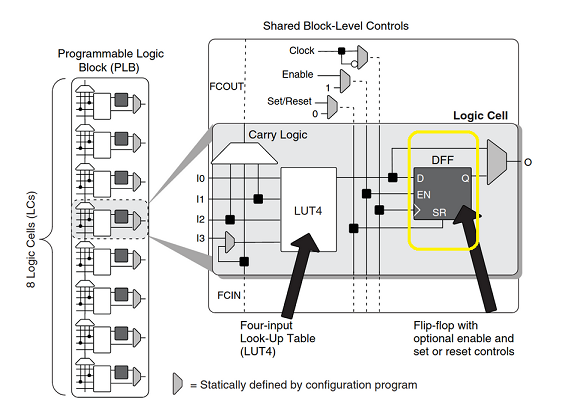 Shared Block-Level Controls
Programmable Logic
Block (PLB)
Clock
Enable
1
FCOUT
Set/Reset
0
Logic Cell
Carry Logic
DFF
O
I0
D
Q
I1
EN
LUT4
I2
SR
I3
8 Logic Cells (LCs)
FCIN
Four-input
Look-Up Table
(LUT4)
Flip-flop with
optional enable and
set or reset controls
= Statically defined by configuration program